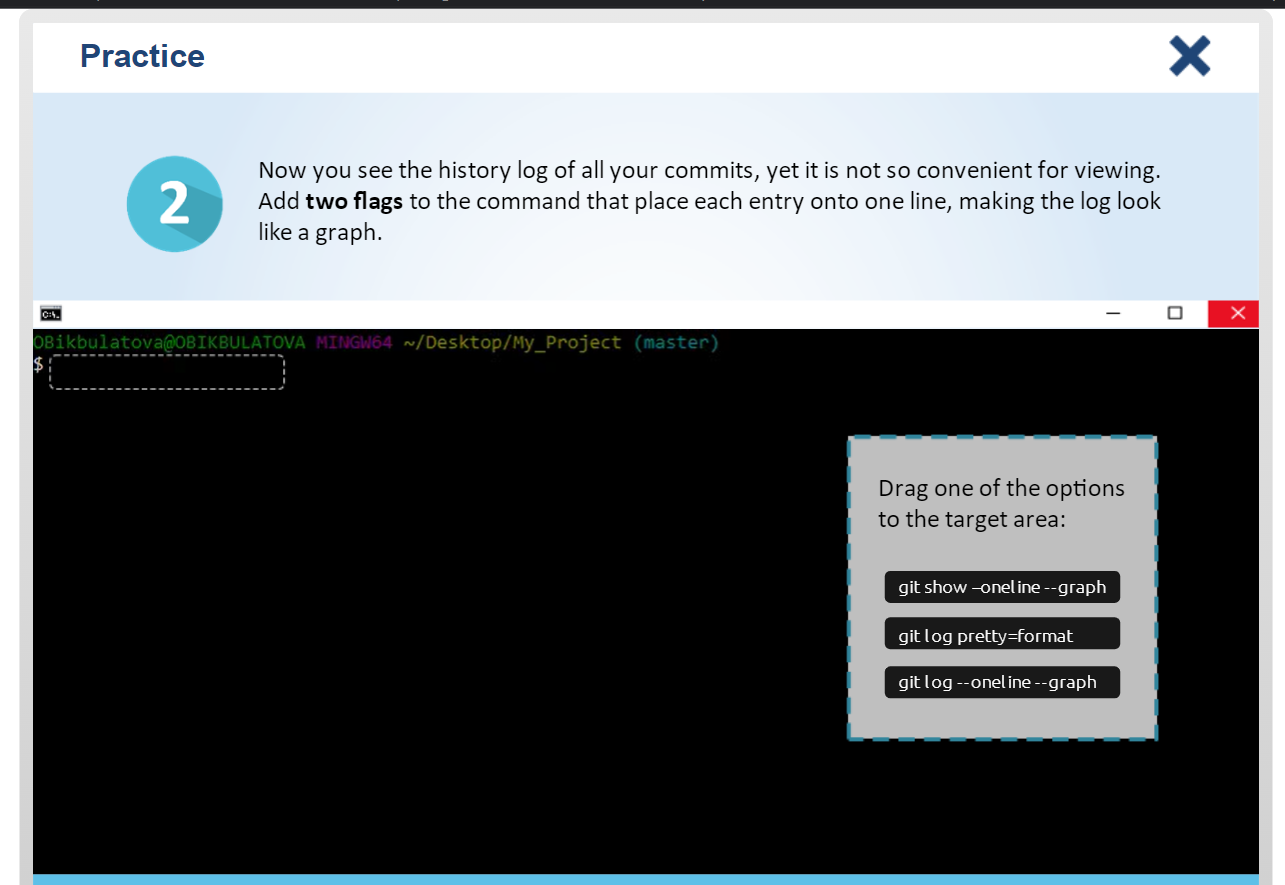 Practice
2
Now you see the history log of all your commits, yet it is not so convenient for viewing.
Add two flags to the command that place each entry onto one line, making the log look
like a graph.
C:\_
OBikbulatova@OBIKBULATOVA MINGW64 ~/Desktop/My_Project (master)
$
Drag one of the options
to the target area:
git show –oneline --graph
git log pretty=format
git log --oneline --graph